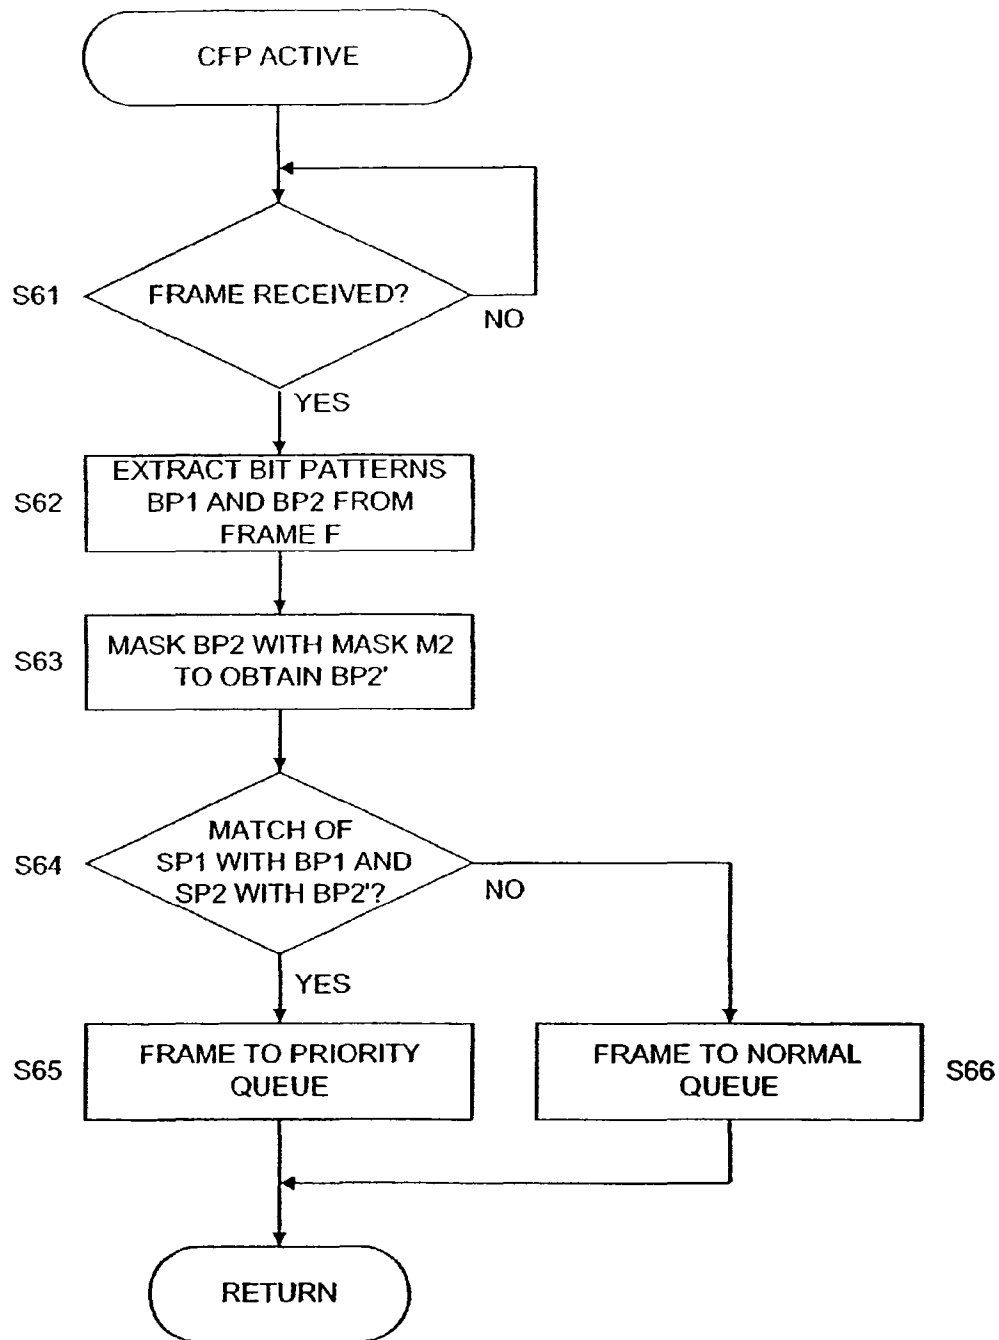 CFP ACTIVE
S61
FRAME RECEIVED?
NO
YES
S62
EXTRACT BIT PATTERNS
BP1 AND BP2 FROM
FRAME F
S63
MASK BP2 WITH MASK M2
TO OBTAIN BP2'
S64
MATCH OF
SP1 WITH BP1 AND
SP2 WITH BP2'?
NO
YES
S65
FRAME TO PRIORITY
QUEUE
FRAME TO NORMAL
QUEUE
S66
RETURN